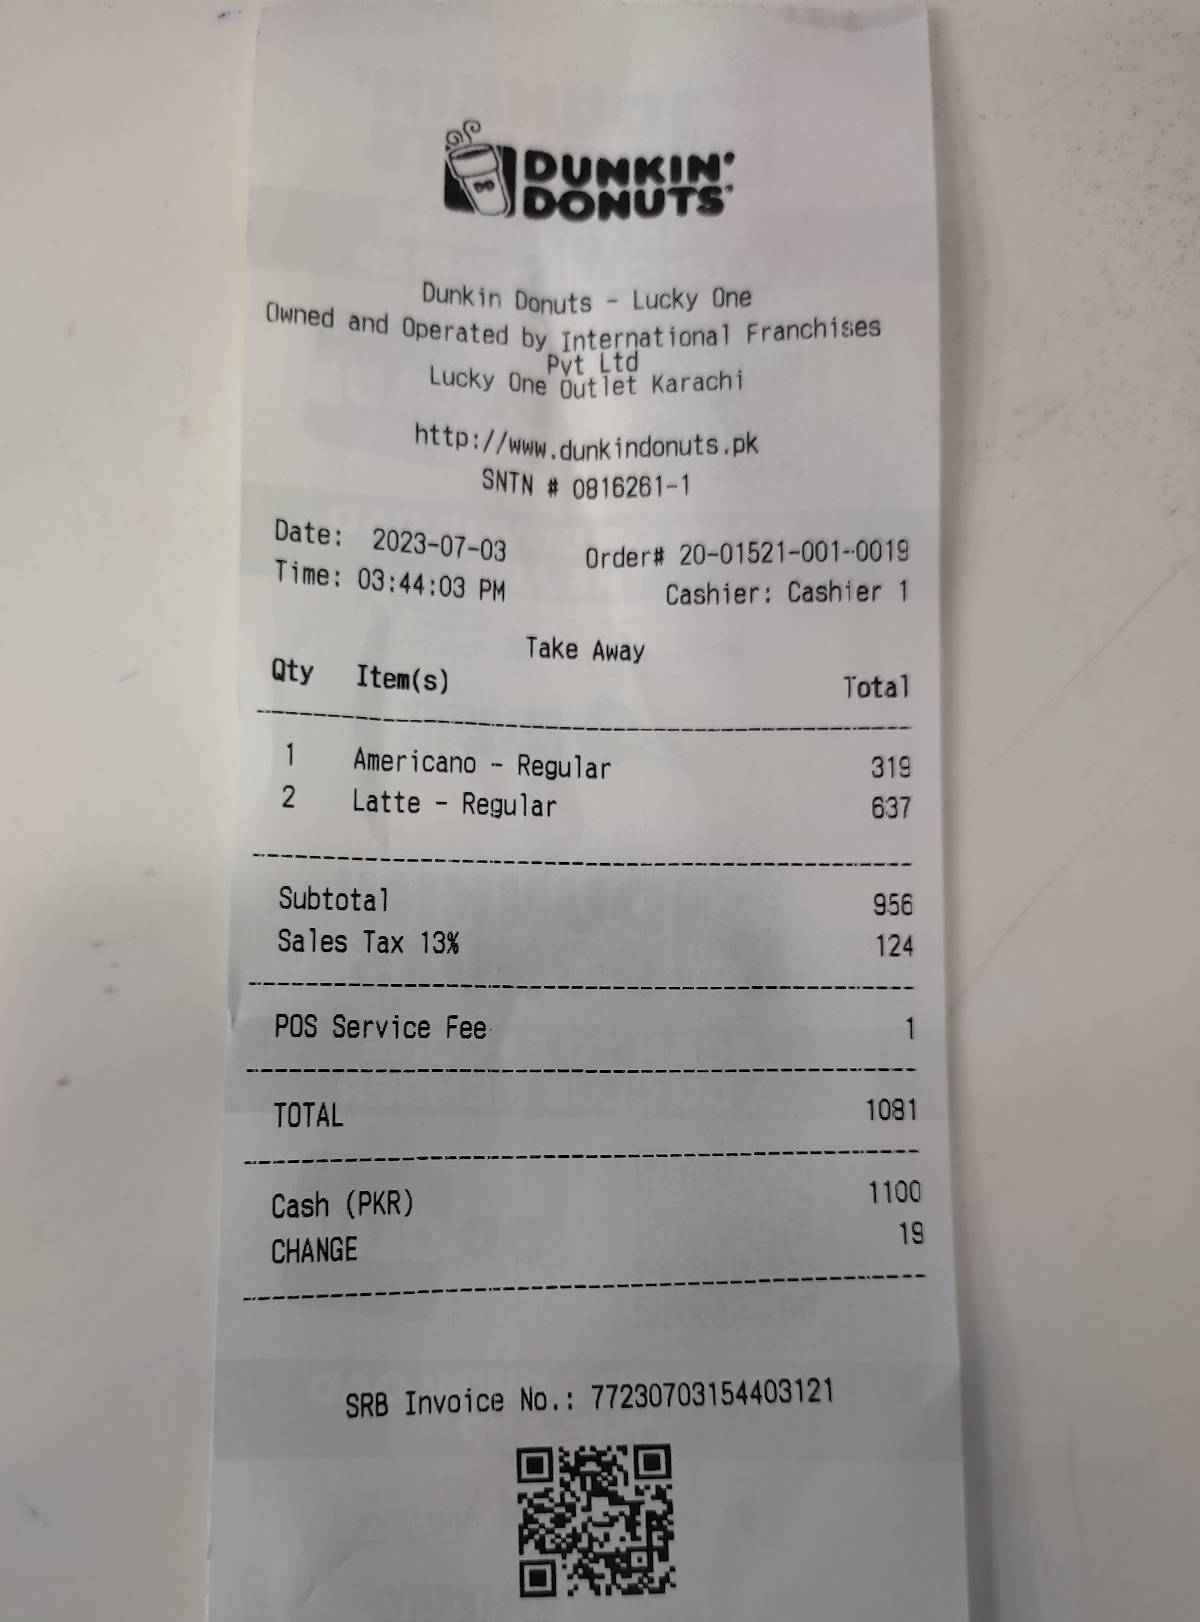 DUNKIN'
DONUTS
Dunkin Donuts - Lucky One
Owned and Operated by International Franchises
Pvt Ltd
Lucky One Outlet Karachi
http://www.dunkindonuts.pk
SNTN # 0816261-1
Date: 2023-07-03 Order# 20-01521-001-0019
Time: 03:44:03 PM Cashier: Cashier 1
Take Away
Qty Item(s) Total
1 Americano - Regular 319
2 Latte - Regular 637
Subtotal 956
Sales Tax 13% 124
POS Service Fee 1
TOTAL 1081
Cash (PKR) 1100
CHANGE 19
SRB Invoice No.: 77230703154403121